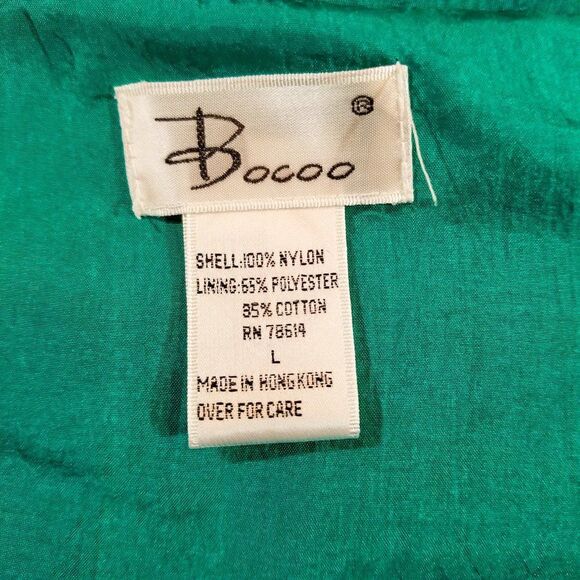 Bocoo ®
SHELL:100% NYLON
LINING:65% POLYESTER
35% COTTON
RN 78614
L
MADE IN HONG KONG
OVER FOR CARE